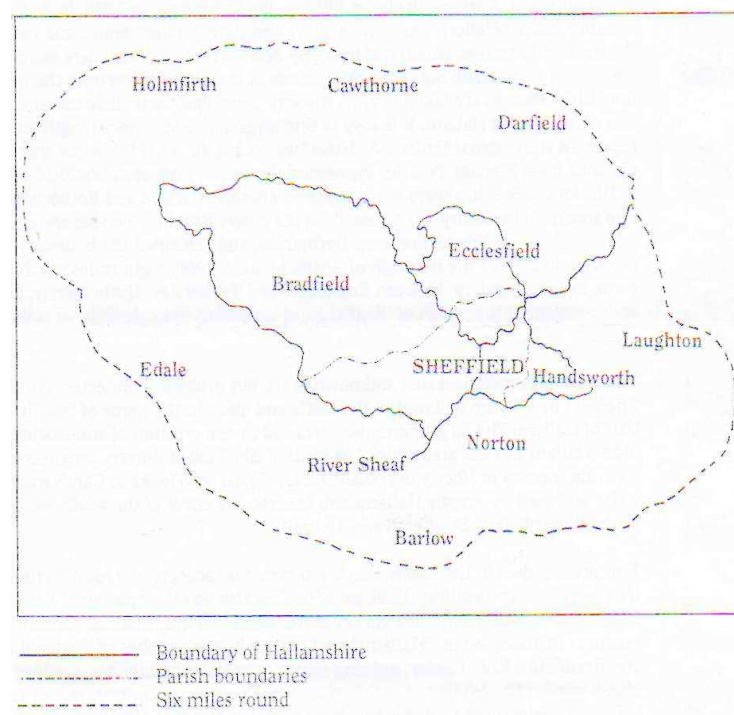 Holmfirth
Cawthorne
Darfield
Ecclesfield
Bradfield
Laughton
SHEFFIELD
Edale
Handsworth
Norton
River Sheaf
Barlow
Boundary of Hallamshire
Parish boundaries
Six miles round